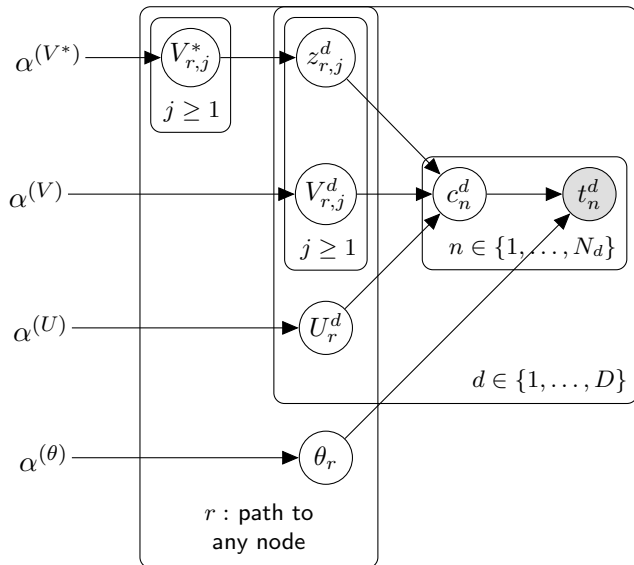 α^(V*) V*_{r,j} z^d_{r,j}
j ≥ 1
α^(V) V^d_{r,j} c^d_n t^d_n
j ≥ 1 n ∈ {1, . . . , N_d}
α^(U) U^d_r
d ∈ {1, . . . , D}
α^(θ) θ_r
r : path to
any node